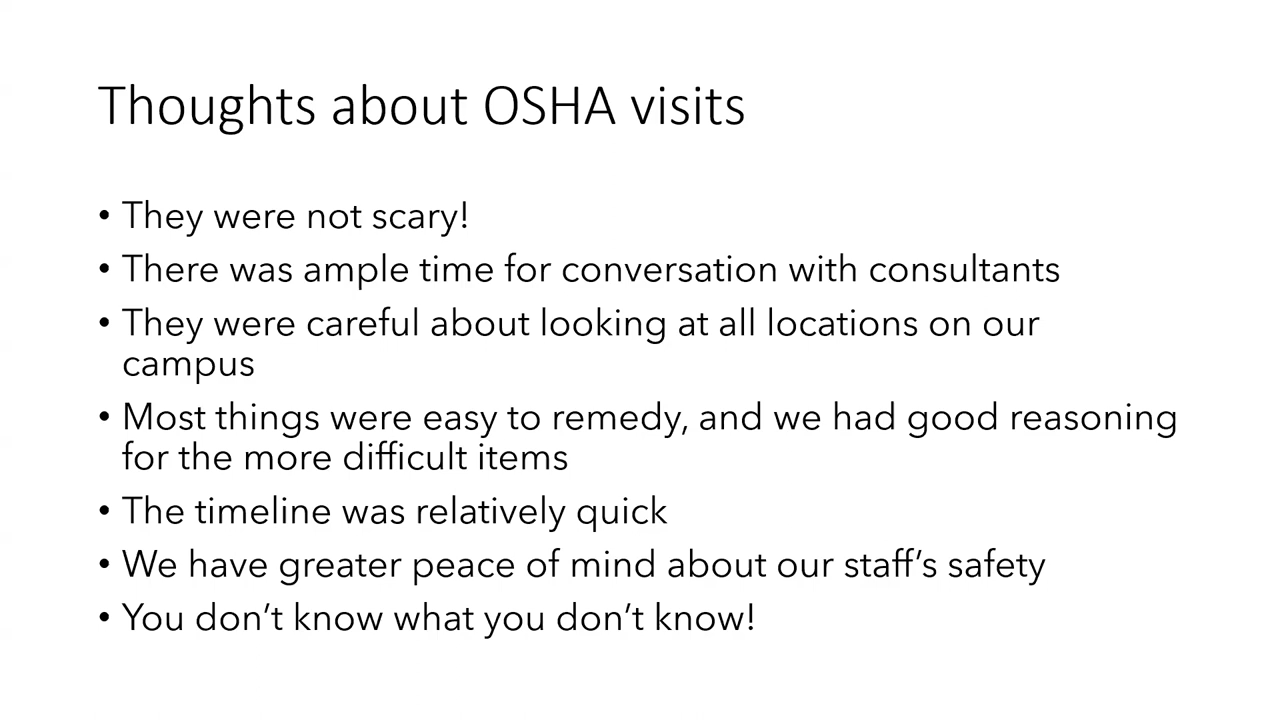 Thoughts about OSHA visits
• They were not scary!
• There was ample time for conversation with consultants
• They were careful about looking at all locations on our
campus
• Most things were easy to remedy, and we had good reasoning
for the more difficult items
• The timeline was relatively quick
• We have greater peace of mind about our staff’s safety
• You don’t know what you don’t know!